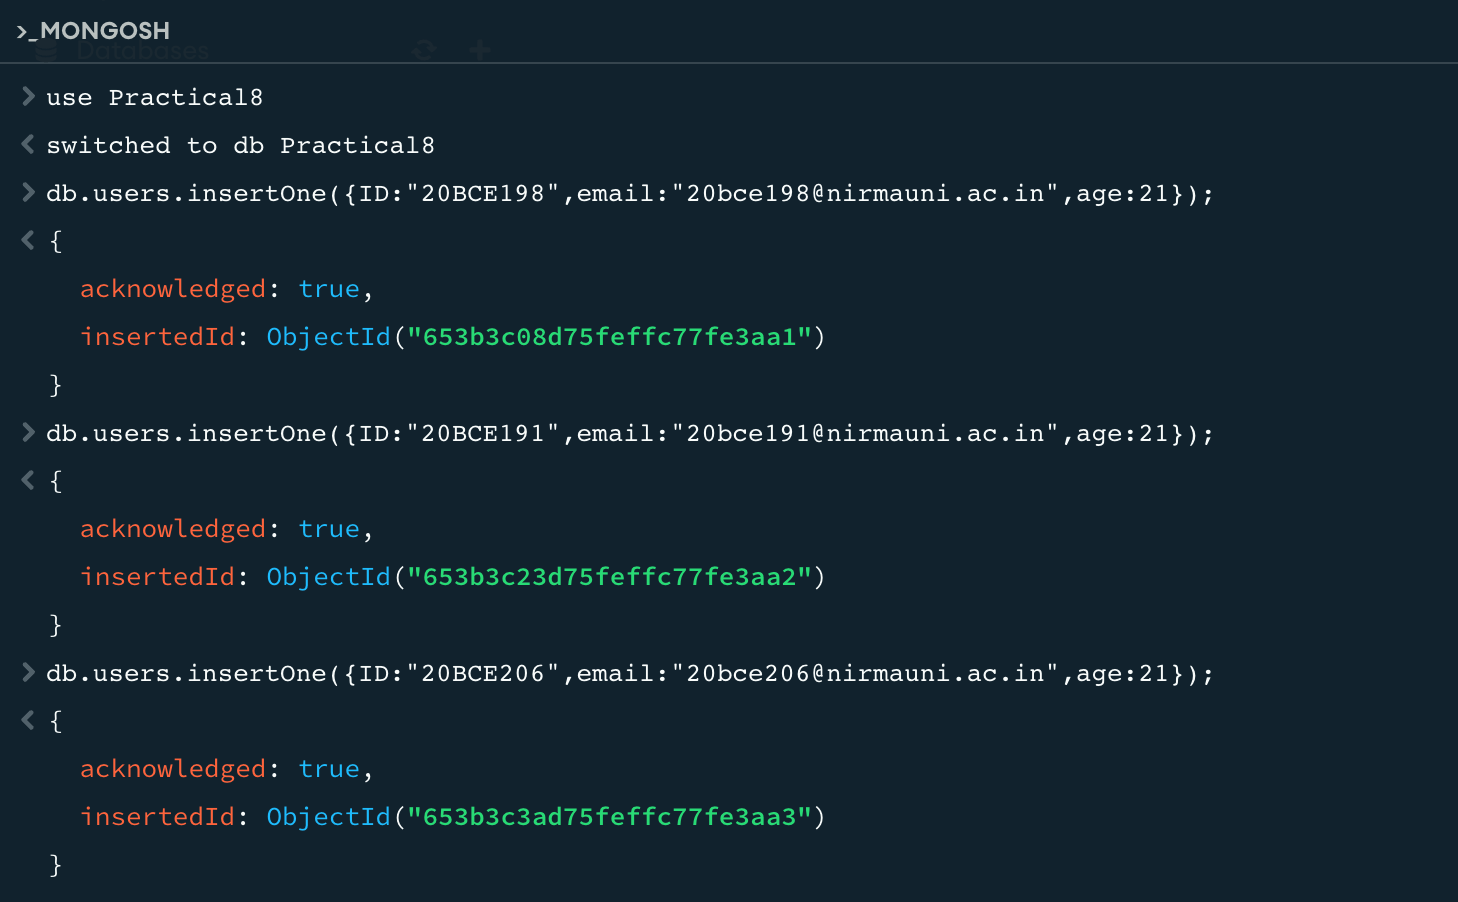 >_MONGOSH
Databases
> use Practical8
< switched to db Practical8
> db.users.insertOne({ID:"20BCE198",email:"20bce198@nirmauni.ac.in",age:21});
< {
acknowledged: true,
insertedId: ObjectId("653b3c08d75feffc77fe3aa1")
}
> db.users.insertOne({ID:"20BCE191",email:"20bce191@nirmauni.ac.in",age:21});
< {
acknowledged: true,
insertedId: ObjectId("653b3c23d75feffc77fe3aa2")
}
> db.users.insertOne({ID:"20BCE206",email:"20bce206@nirmauni.ac.in",age:21});
< {
acknowledged: true,
insertedId: ObjectId("653b3c3ad75feffc77fe3aa3")
}